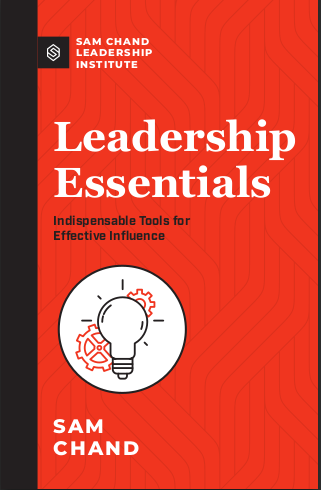 SAM CHAND
LEADERSHIP
INSTITUTE
Leadership
Essentials
Indispensable Tools for
Effective Influence
SAM
CHAND